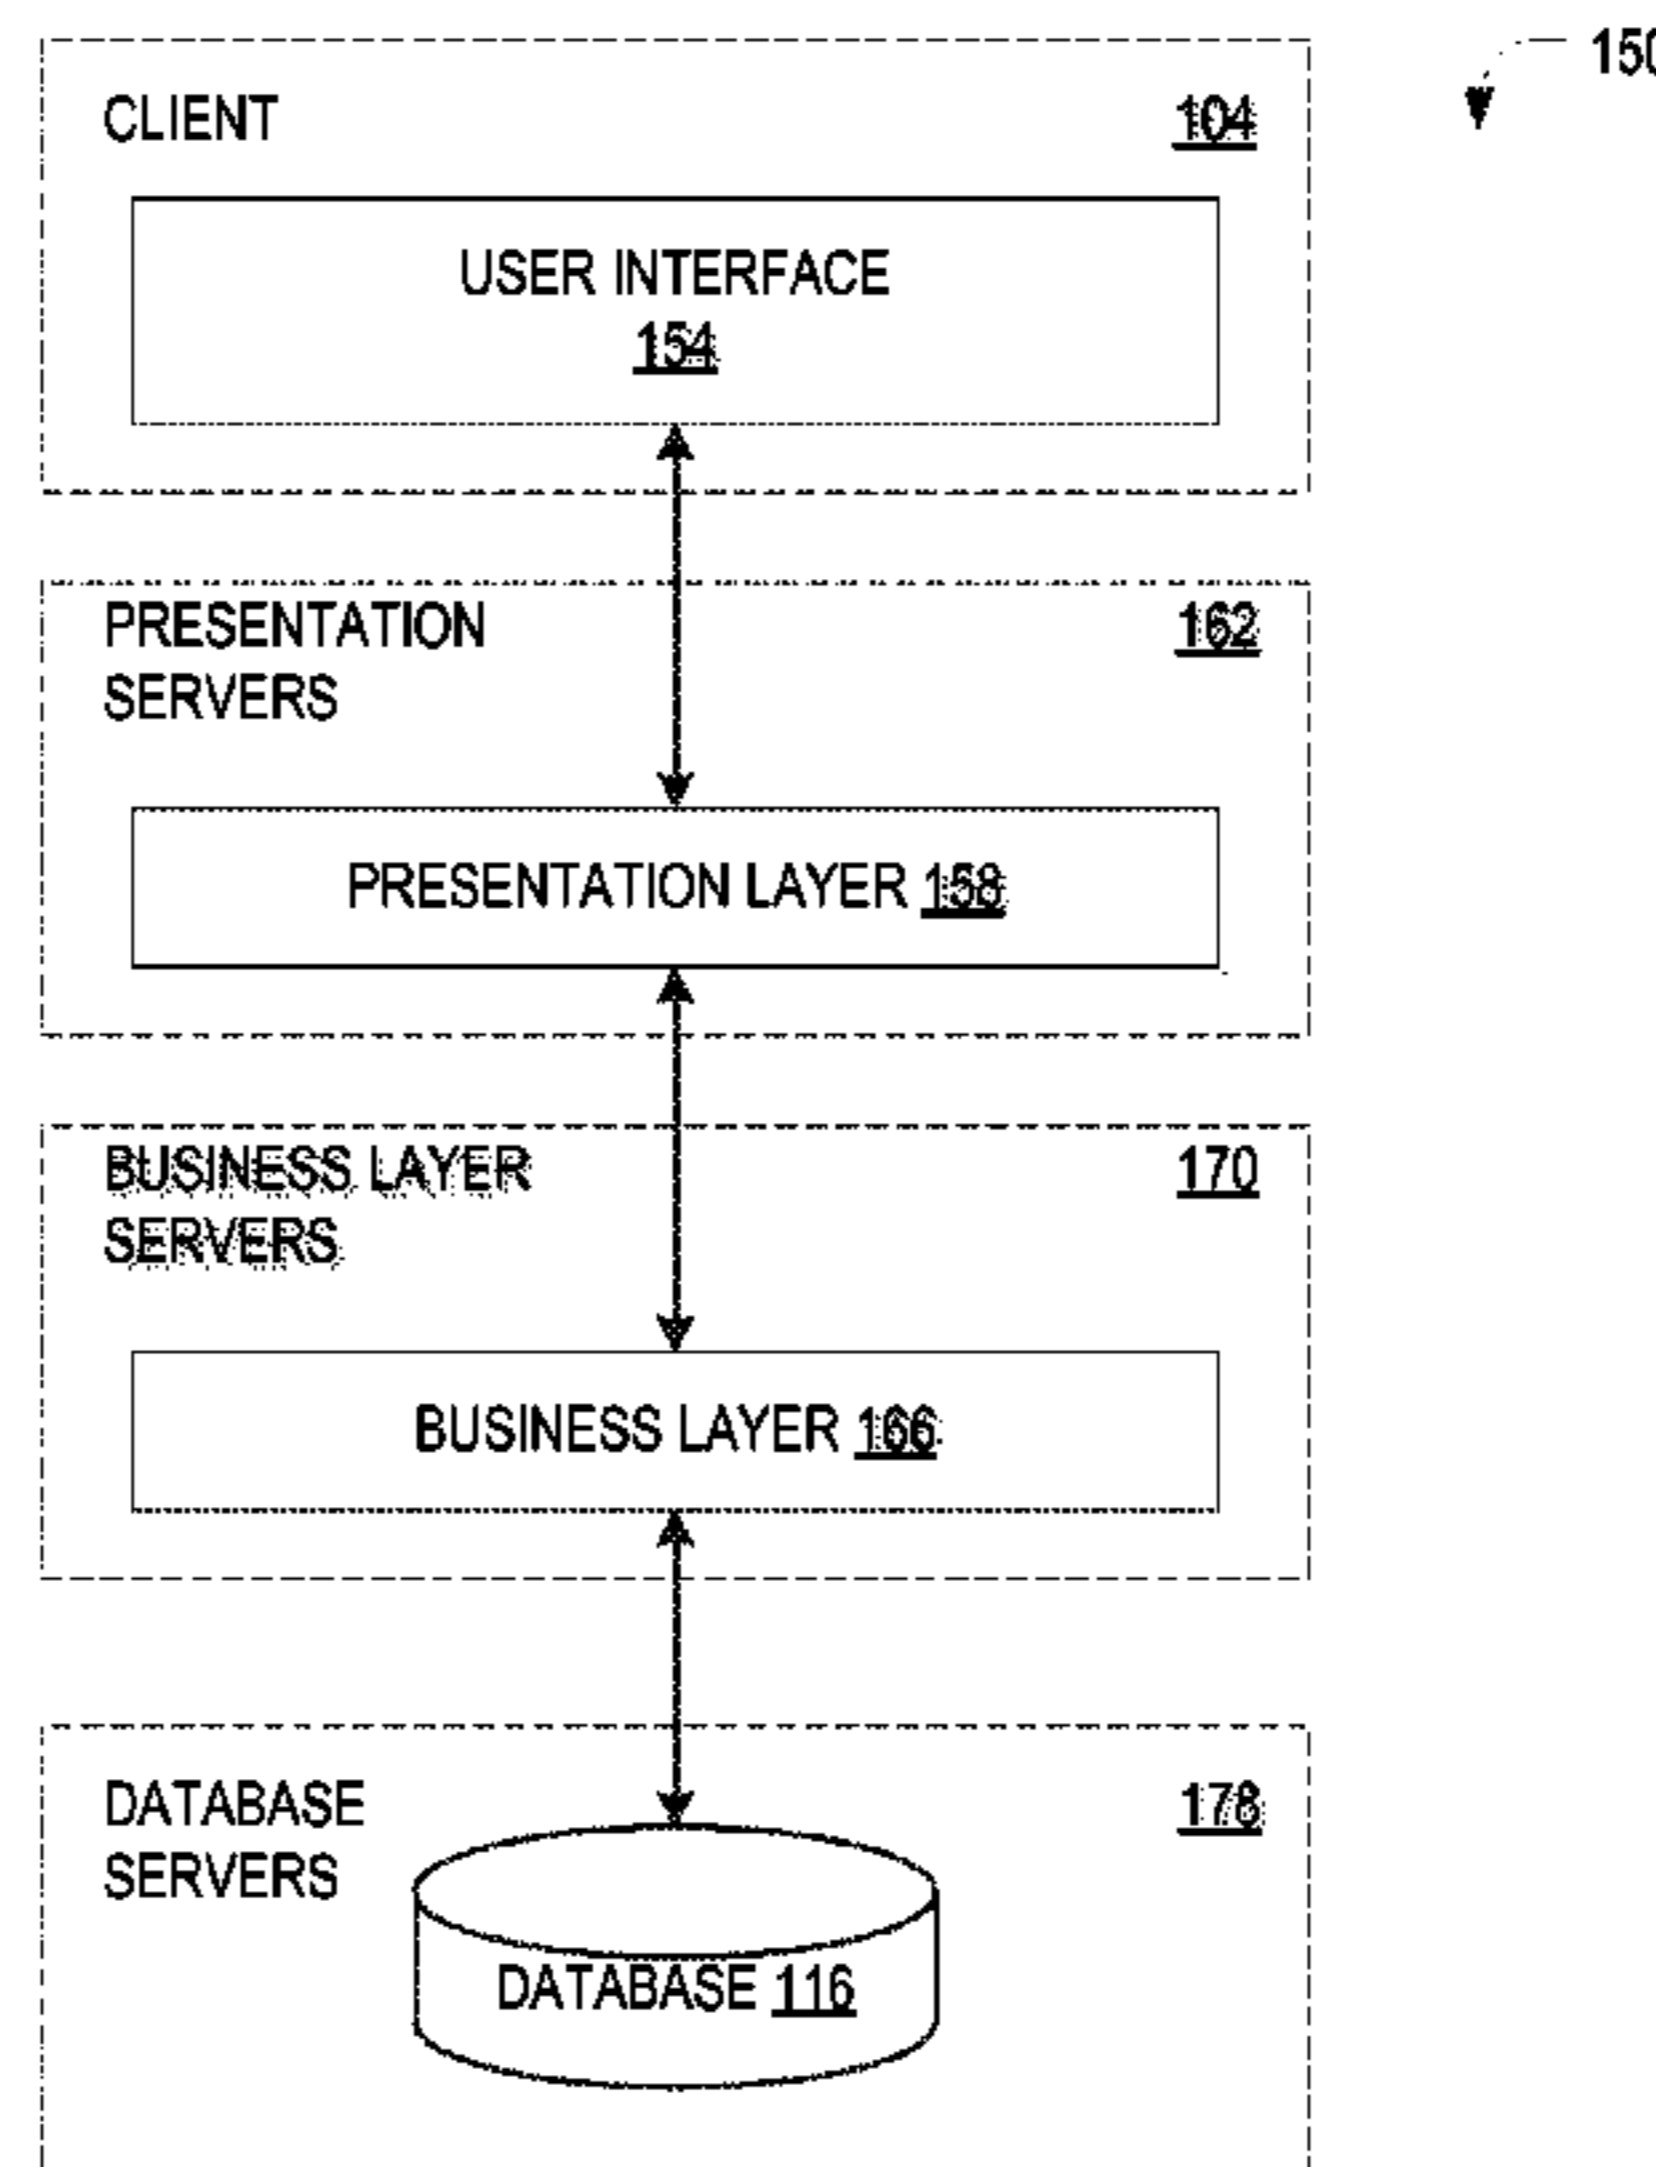 150
CLIENT 104
USER INTERFACE
154
PRESENTATION 162
SERVERS
PRESENTATION LAYER 158
BUSINESS LAYER 170
SERVERS
BUSINESS LAYER 166
DATABASE 178
SERVERS
DATABASE 116